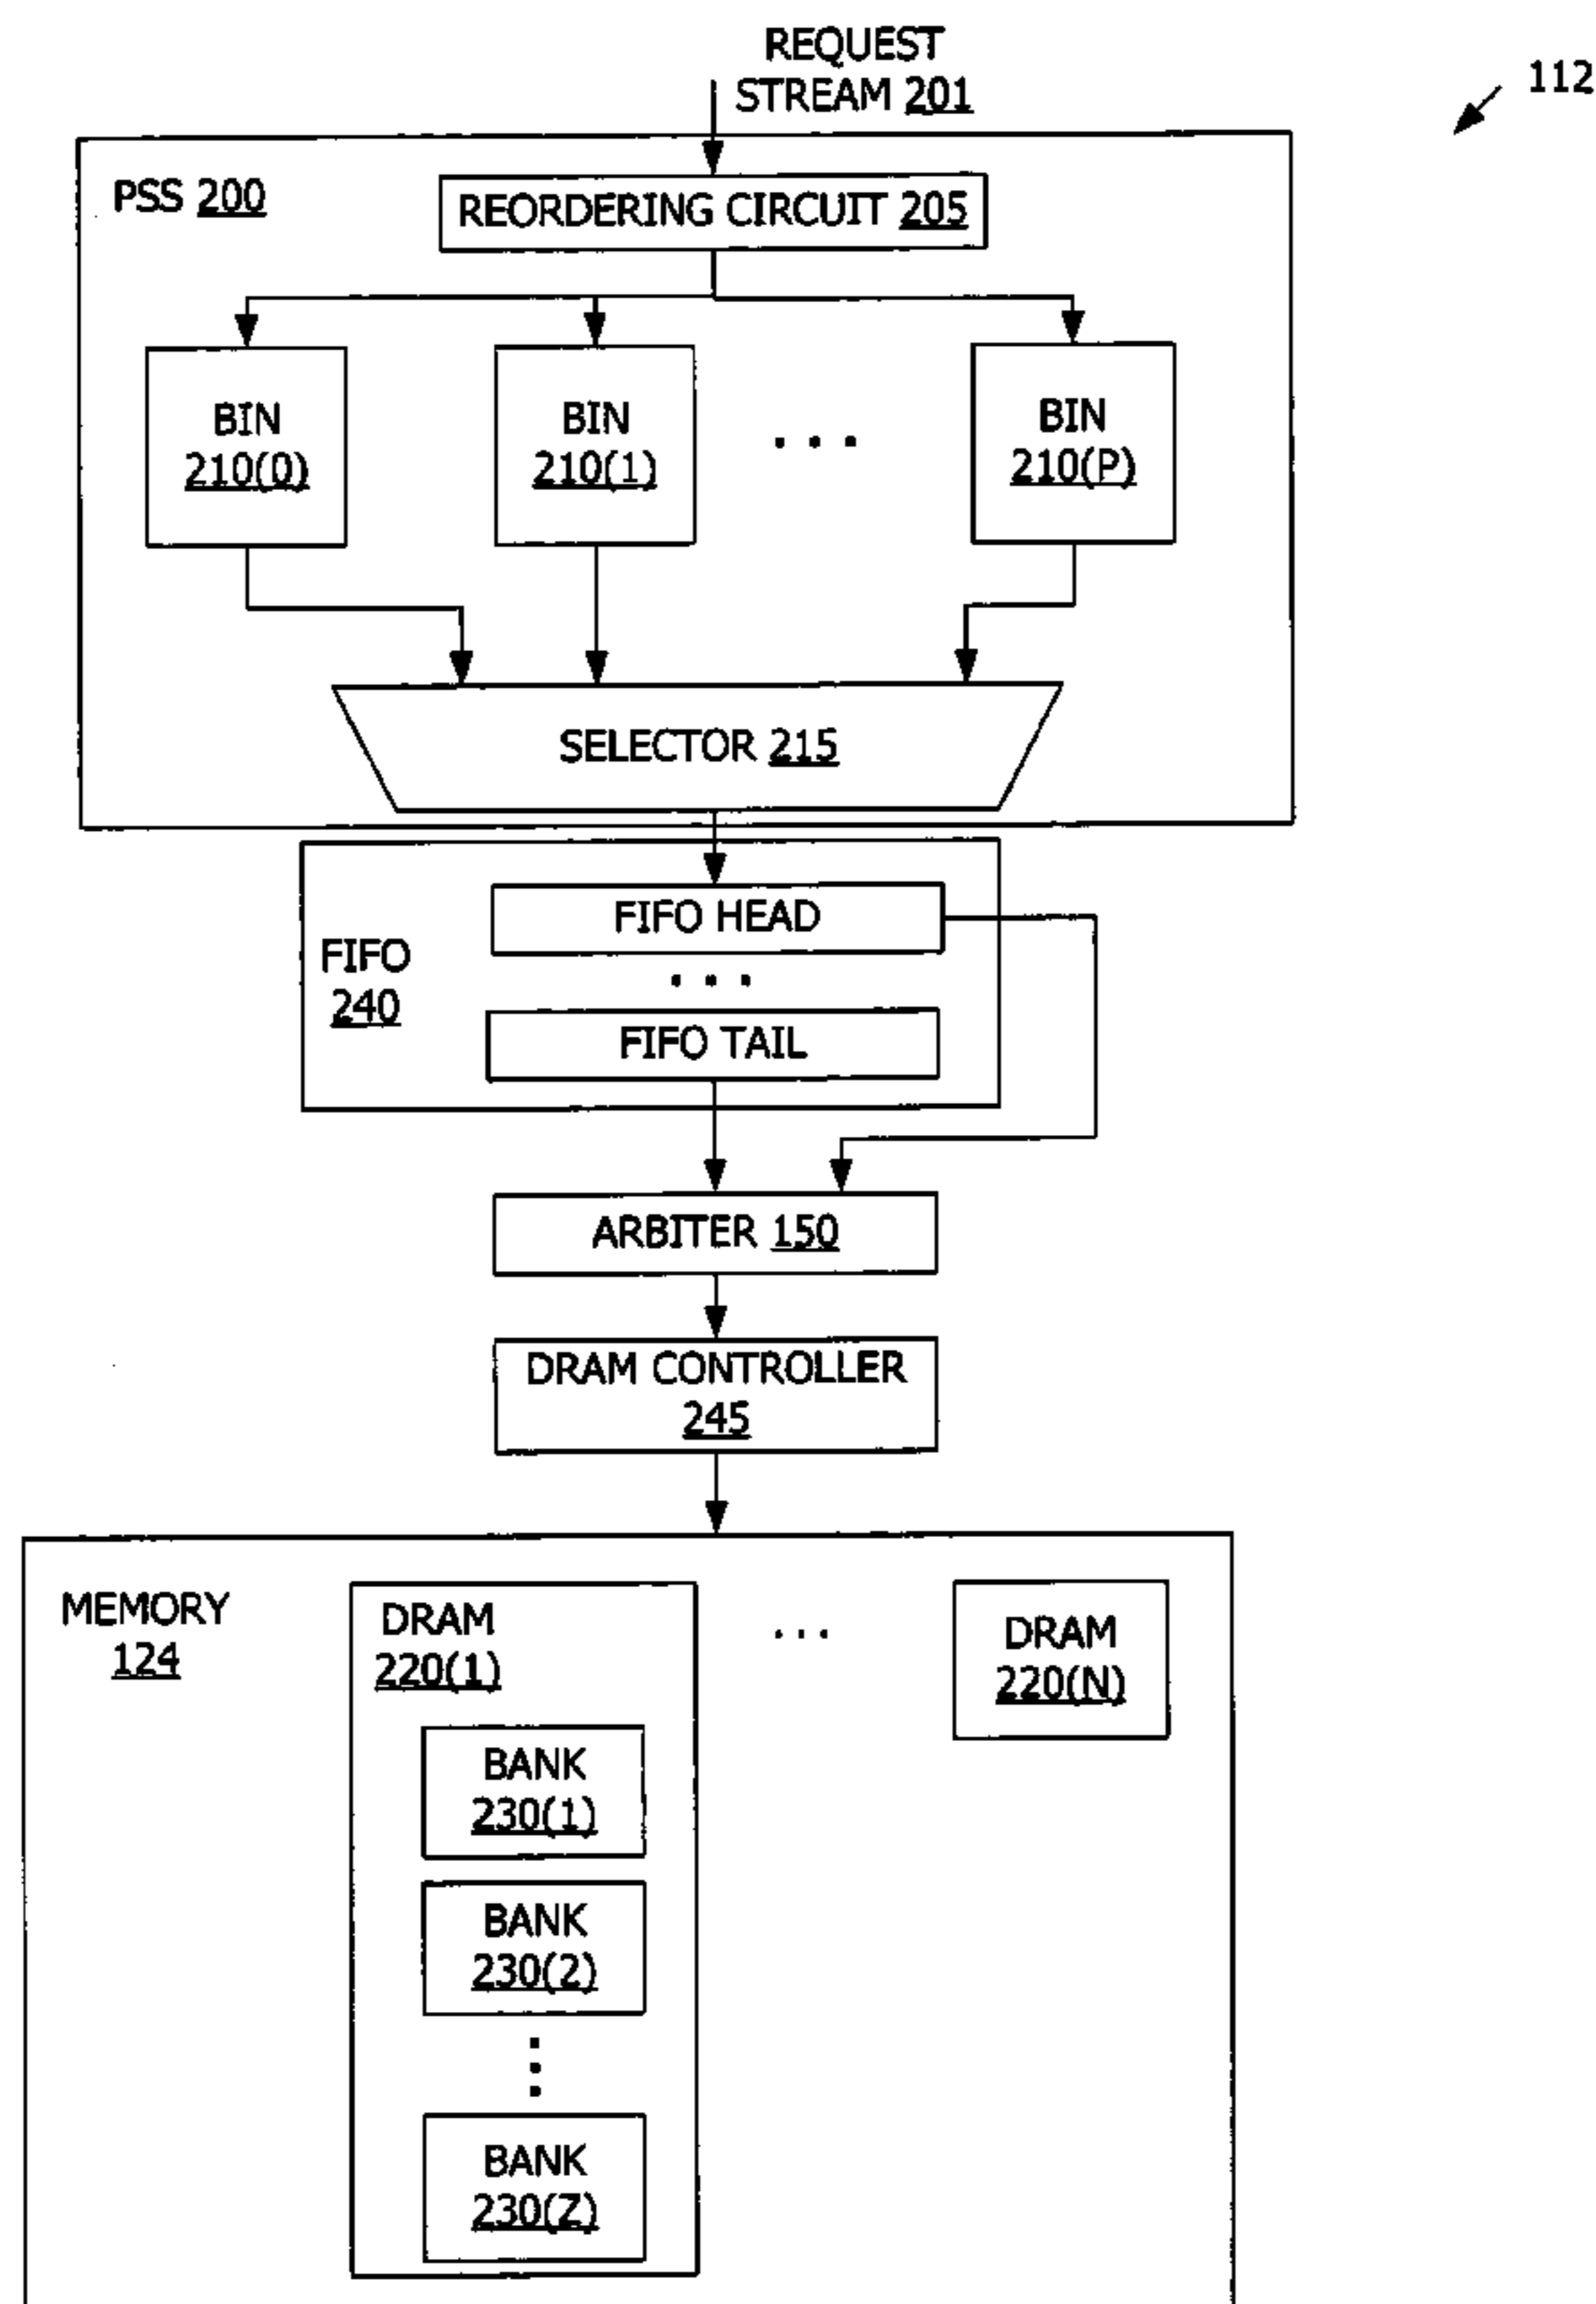 REQUEST
STREAM 201
112
PSS 200
REORDERING CIRCUIT 205
BIN
210(0)
BIN
210(1)
. . .
BIN
210(P)
SELECTOR 215
FIFO HEAD
FIFO
240
. . .
FIFO TAIL
ARBITER 150
DRAM CONTROLLER
245
MEMORY
124
DRAM
220(1)
. . .
DRAM
220(N)
BANK
230(1)
BANK
230(2)
BANK
230(Z)